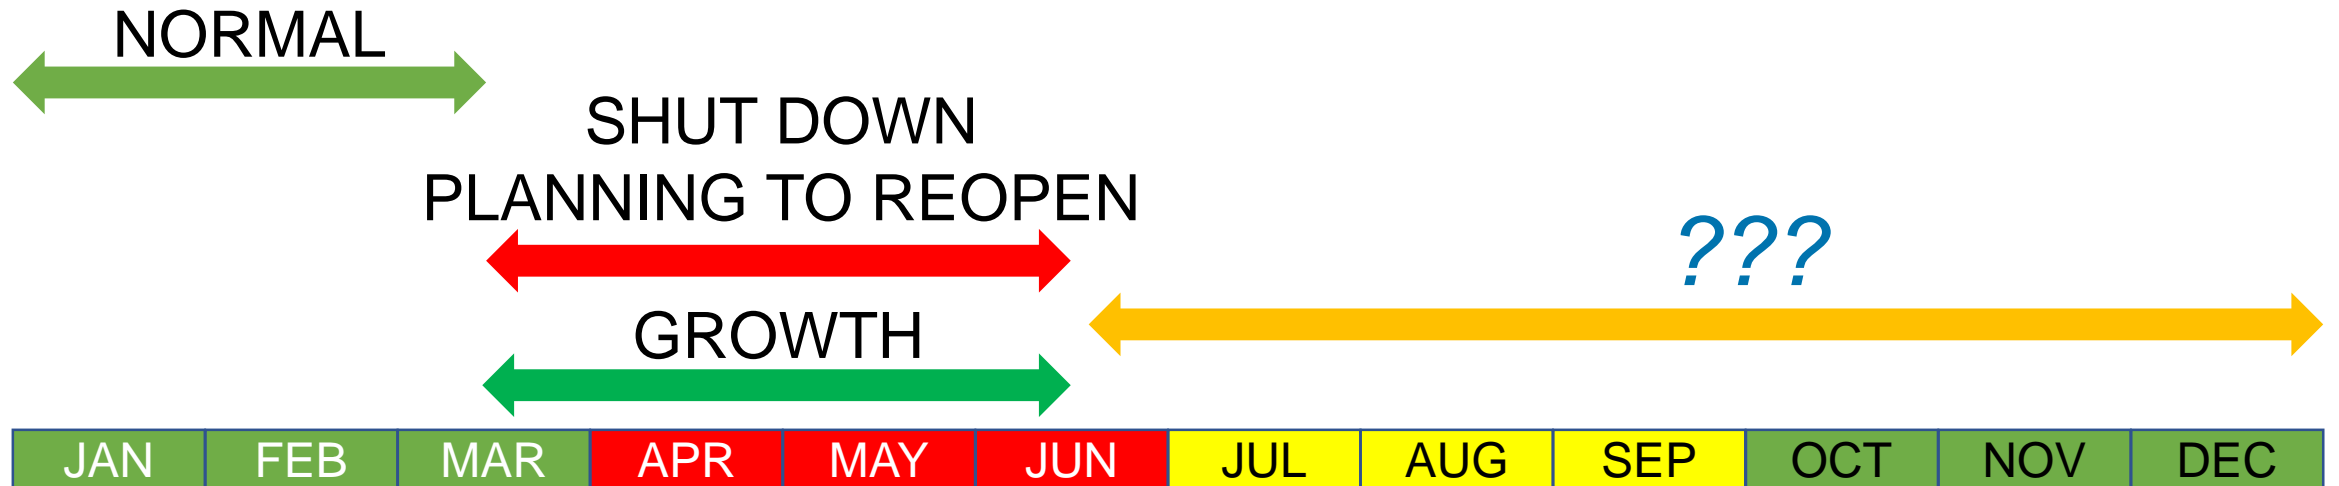 NORMAL
SHUT DOWN
PLANNING TO REOPEN
???
GROWTH
JAN FEB MAR APR MAY JUN JUL AUG SEP OCT NOV DEC